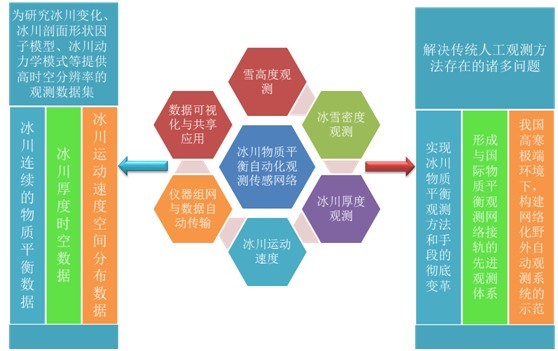 为研究冰川变化、
冰川剖面形状因
子模型、冰川动
力学模式等提供
高时空分辨率的
观测数据集
冰川连续的物质平衡数据
冰川厚度时空数据
冰川运动速度空间分布数据
雪高度观
测
数据可视
化与共享
应用
冰雪密度
观测
冰川物质平
衡自动化观
测传感网络
仪器组网
与数据自
动传输
冰川厚度
观测
冰川运动
速度
解决传统人工观测方
法存在的诸多问题
实现冰川物质平衡
观测方法和手段的
彻底变革
形成与国际物质平
衡观测网络接轨的
先进观测体系
我国高寒极端
环境下，构建
网络化野外自
动观测系统的
示范